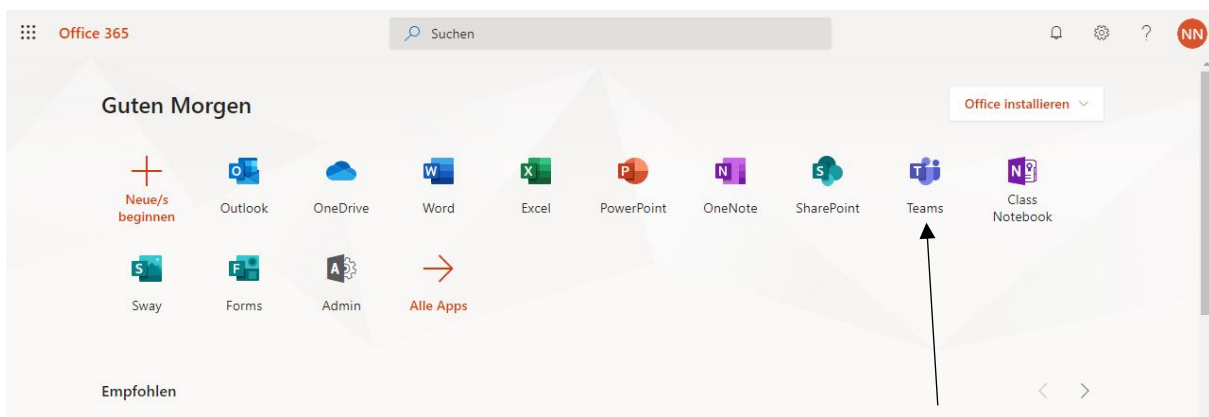 Office 365
Suchen
?
NN
Guten Morgen
Office installieren
Neue/s
beginnen
Outlook
OneDrive
Word
Excel
PowerPoint
OneNote
SharePoint
Teams
Class
Notebook
Sway
Forms
Admin
Alle Apps
Empfohlen